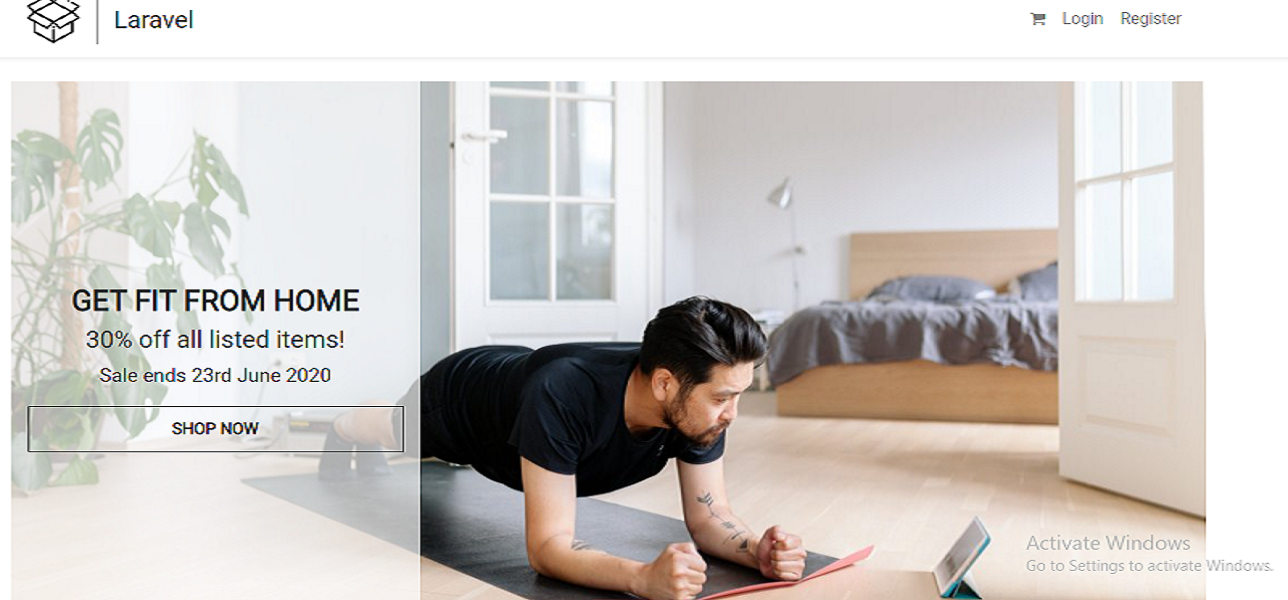 Laravel
Login Register
GET FIT FROM HOME
30% off all listed items!
Sale ends 23rd June 2020
SHOP NOW
Activate Windows
Go to Settings to activate Windows.